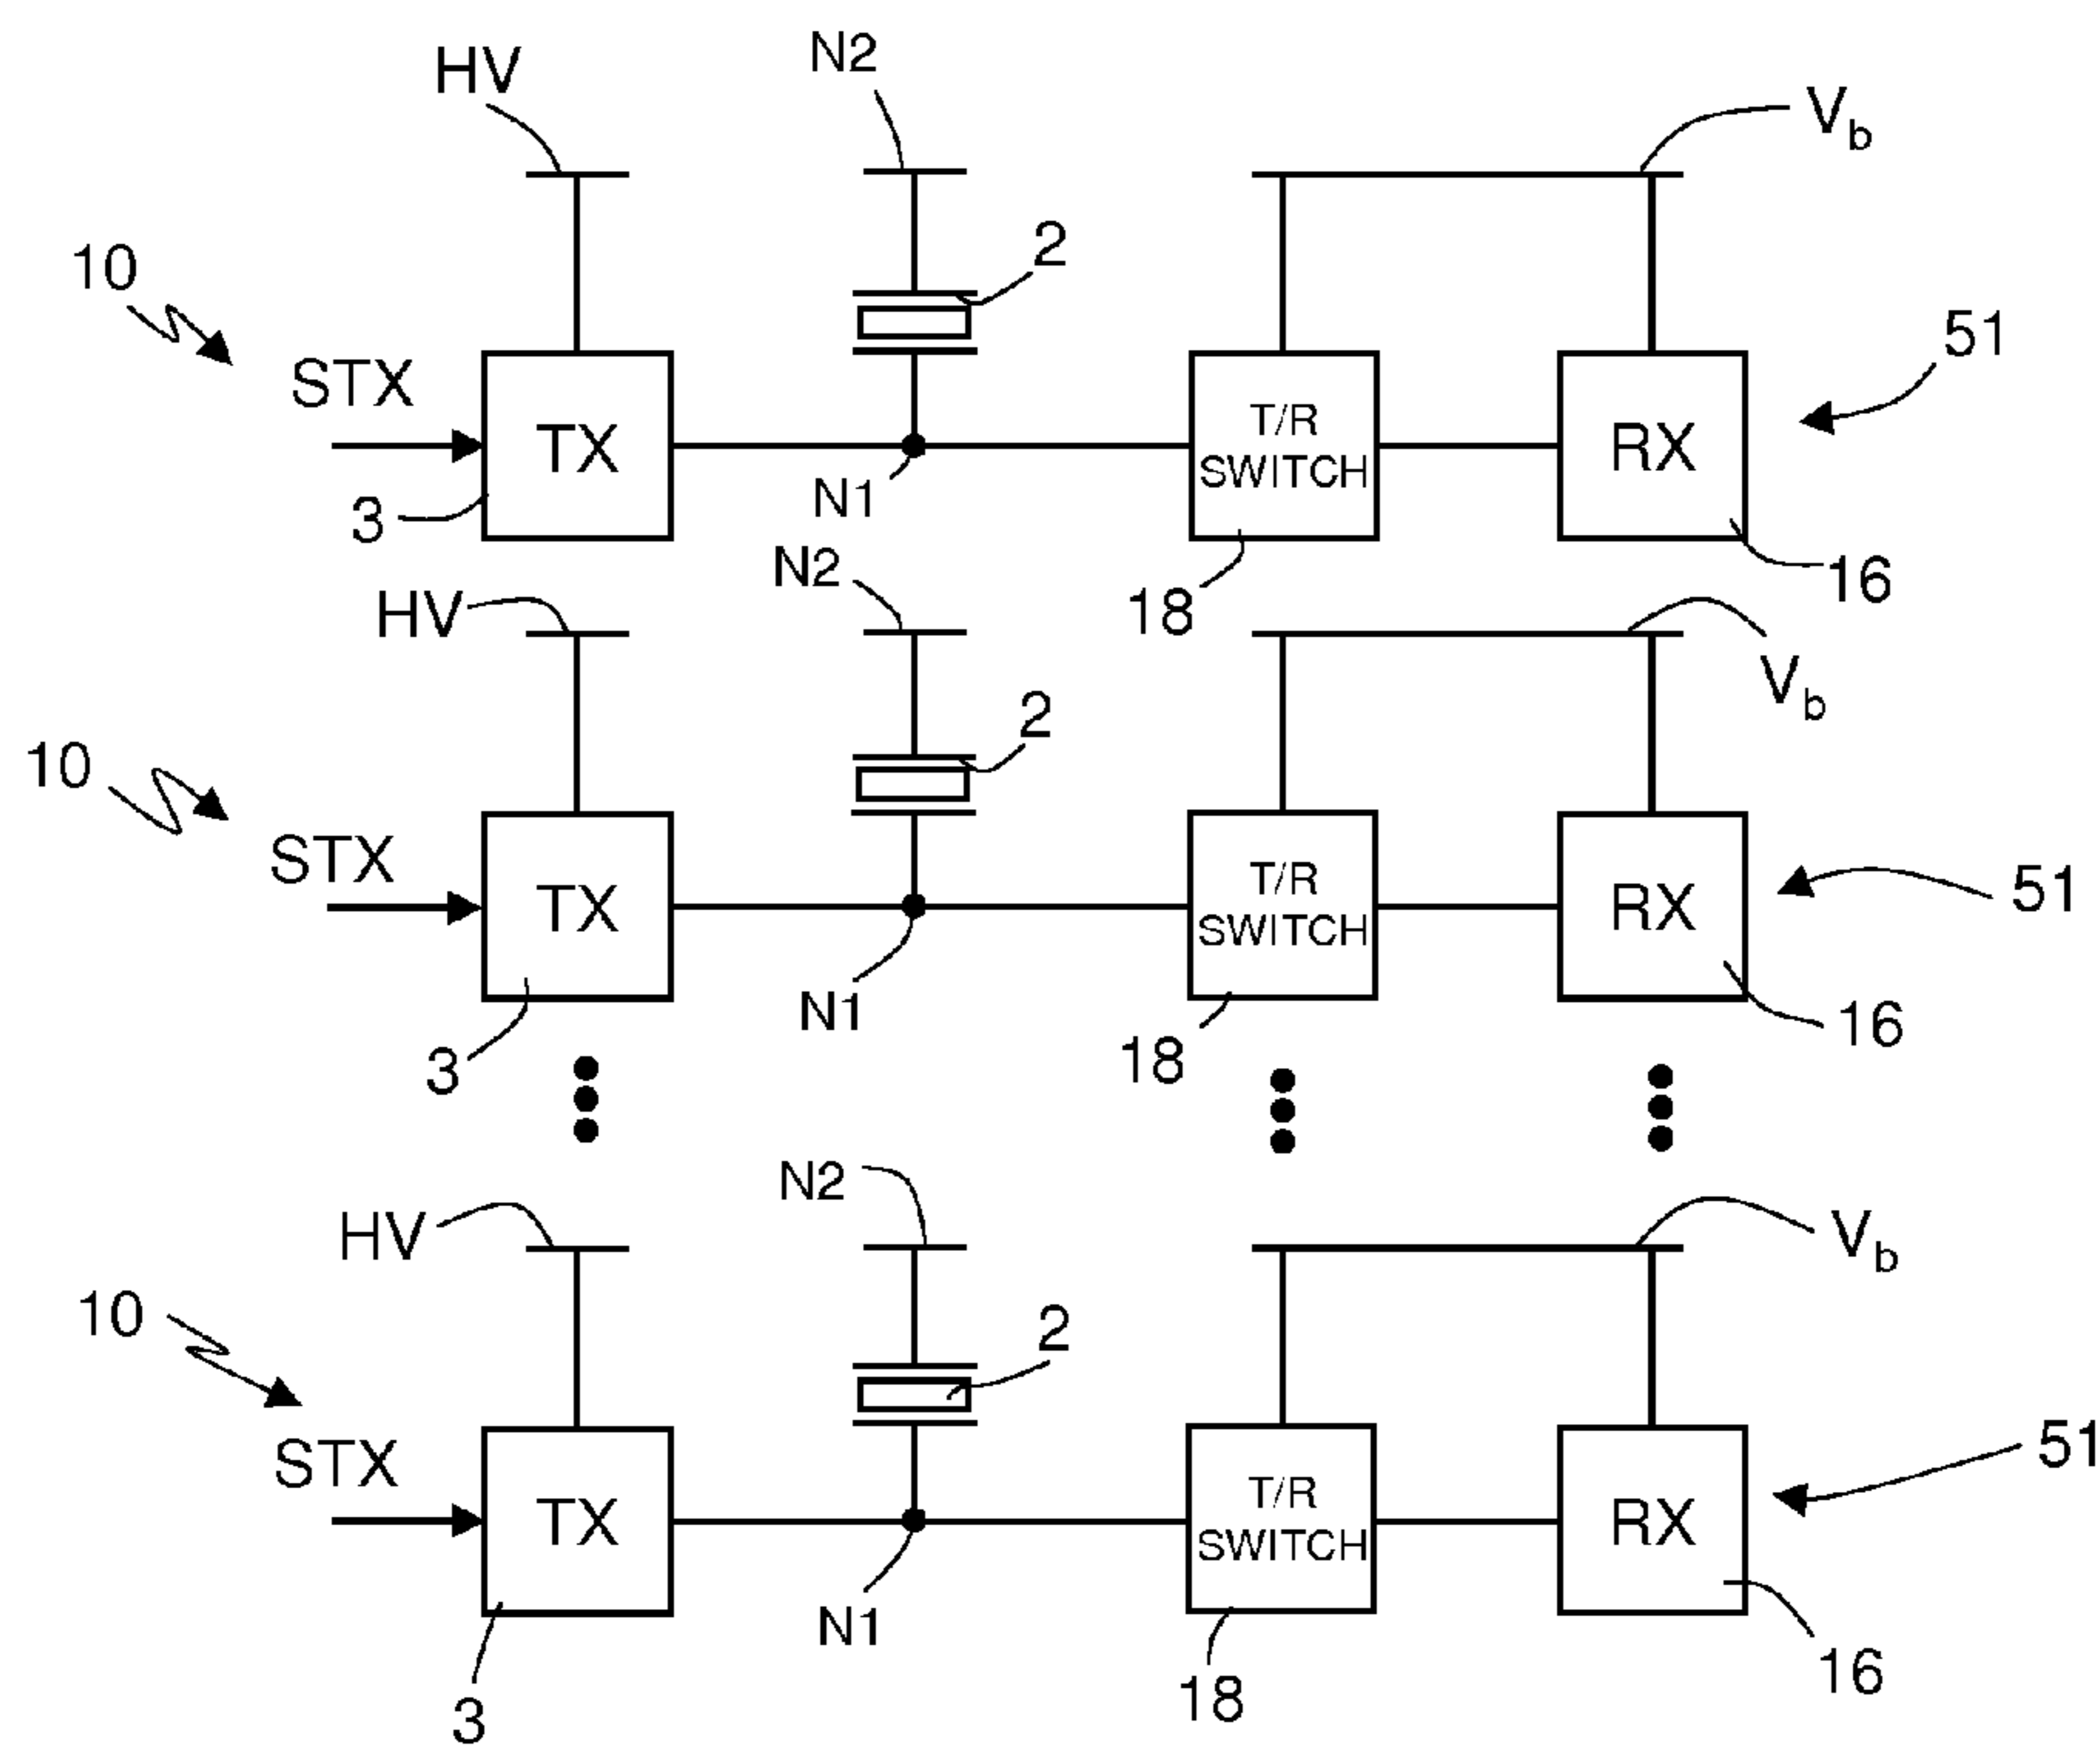 HV
N2
Vb
10
2
51
STX
TX
T/R
SWITCH
RX
3
N1
18
16
HV
N2
Vb
10
2
STX
TX
T/R
SWITCH
RX
51
3
N1
18
16
HV
N2
Vb
10
2
STX
TX
T/R
SWITCH
RX
51
3
N1
18
16